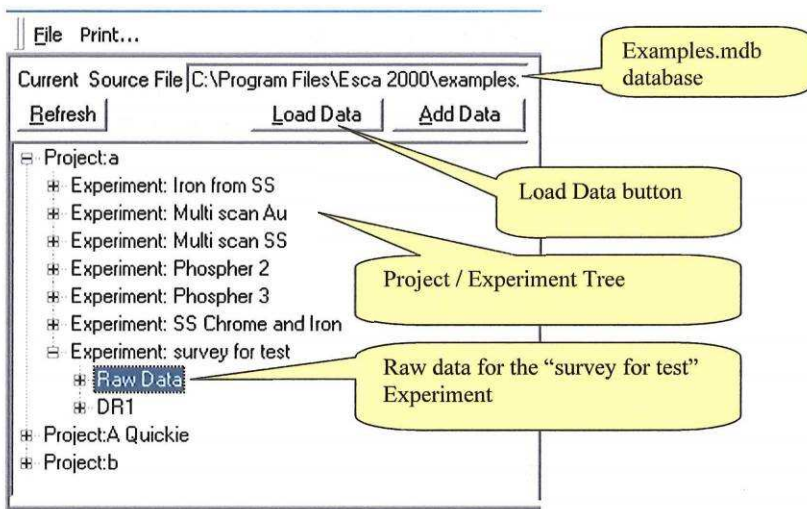 File Print...
Examples.mdb
database
Current Source File C:\Program Files\Esca 2000\examples.
Refresh Load Data Add Data
Project:a
Experiment: Iron from SS
Load Data button
Experiment: Multi scan Au
Experiment: Multi scan SS
Experiment: Phospher 2
Project / Experiment Tree
Experiment: Phospher 3
Experiment: SS Chrome and Iron
Experiment: survey for test
Raw data for the “survey for test”
Experiment
Raw Data
DR1
Project:A Quickie
Project:b